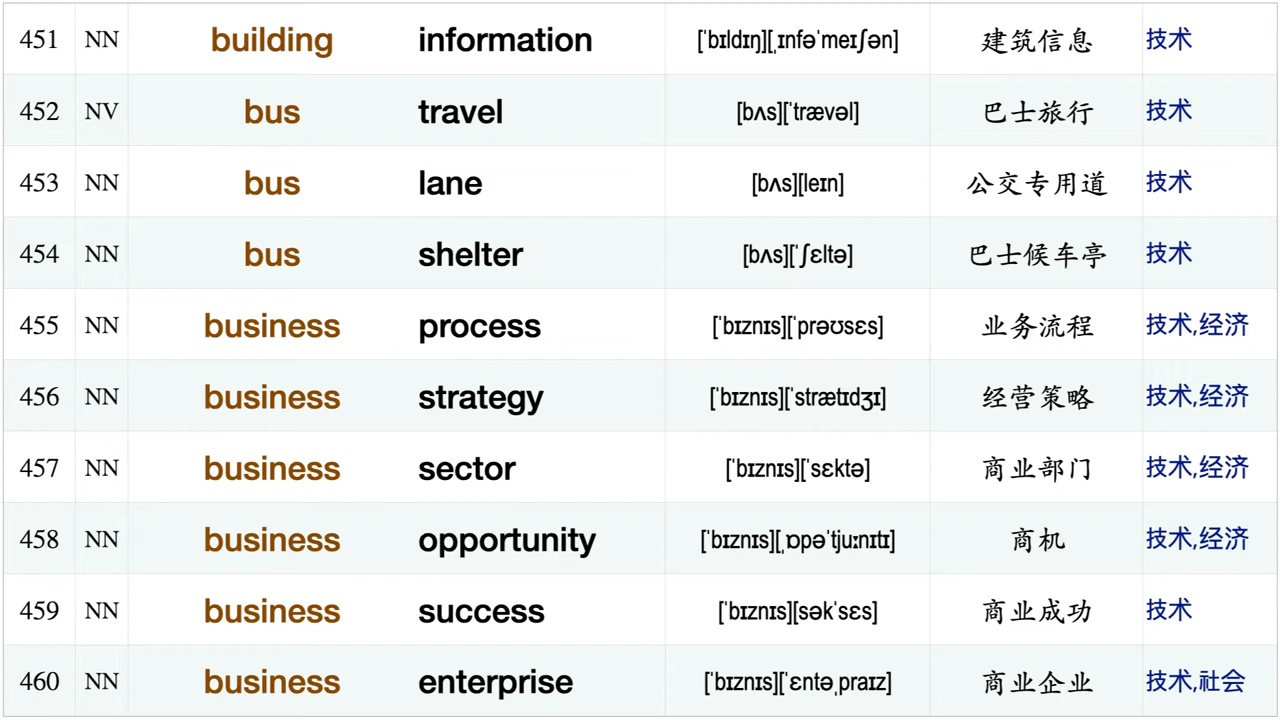 451 NN building information [ˈbɪldɪŋ][ˌɪnfəˈmeɪʃən] 建筑信息 技术
452 NV bus travel [bʌs][ˈtrævəl] 巴士旅行 技术
453 NN bus lane [bʌs][leɪn] 公交专用道 技术
454 NN bus shelter [bʌs][ˈʃɛltə] 巴士候车亭 技术
455 NN business process [ˈbɪznɪs][ˈprəʊsɛs] 业务流程 技术,经济
456 NN business strategy [ˈbɪznɪs][ˈstrætɪdʒɪ] 经营策略 技术,经济
457 NN business sector [ˈbɪznɪs][ˈsɛktə] 商业部门 技术,经济
458 NN business opportunity [ˈbɪznɪs][ˌɒpəˈtjuːnɪtɪ] 商机 技术,经济
459 NN business success [ˈbɪznɪs][səkˈsɛs] 商业成功 技术
460 NN business enterprise [ˈbɪznɪs][ˈɛntəˌpraɪz] 商业企业 技术,社会